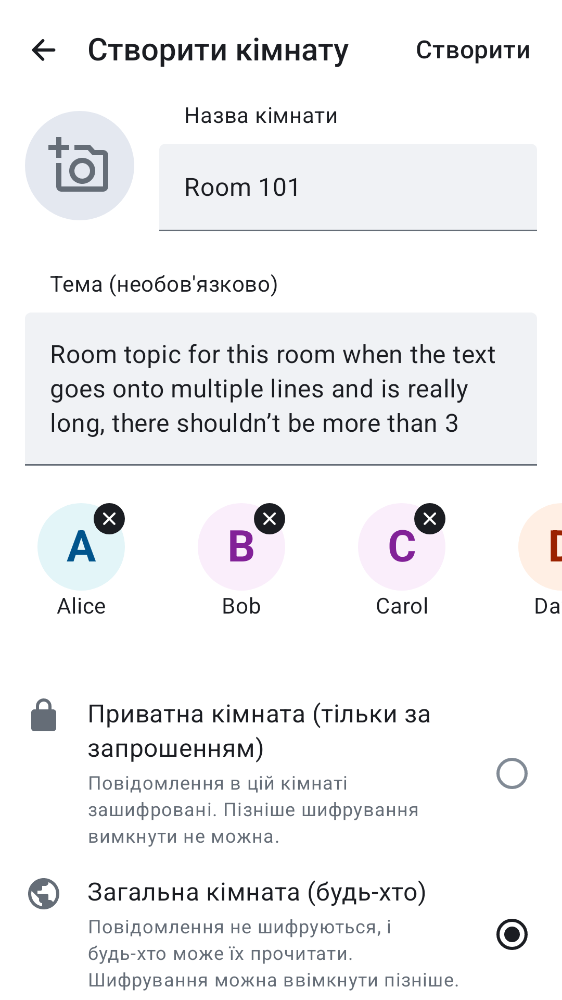 Створити кімнату
Створити
Назва кімнати
Room 101
Тема (необов'язково)
Room topic for this room when the text
goes onto multiple lines and is really
long, there shouldn’t be more than 3
A
B
C
Alice
Bob
Carol
Da
Приватна кімната (тільки за
запрошенням)
Повідомлення в цій кімнаті
зашифровані. Пізніше шифрування
вимкнути не можна.
Загальна кімната (будь-хто)
Повідомлення не шифруються, і
будь-хто може їх прочитати.
Шифрування можна ввімкнути пізніше.